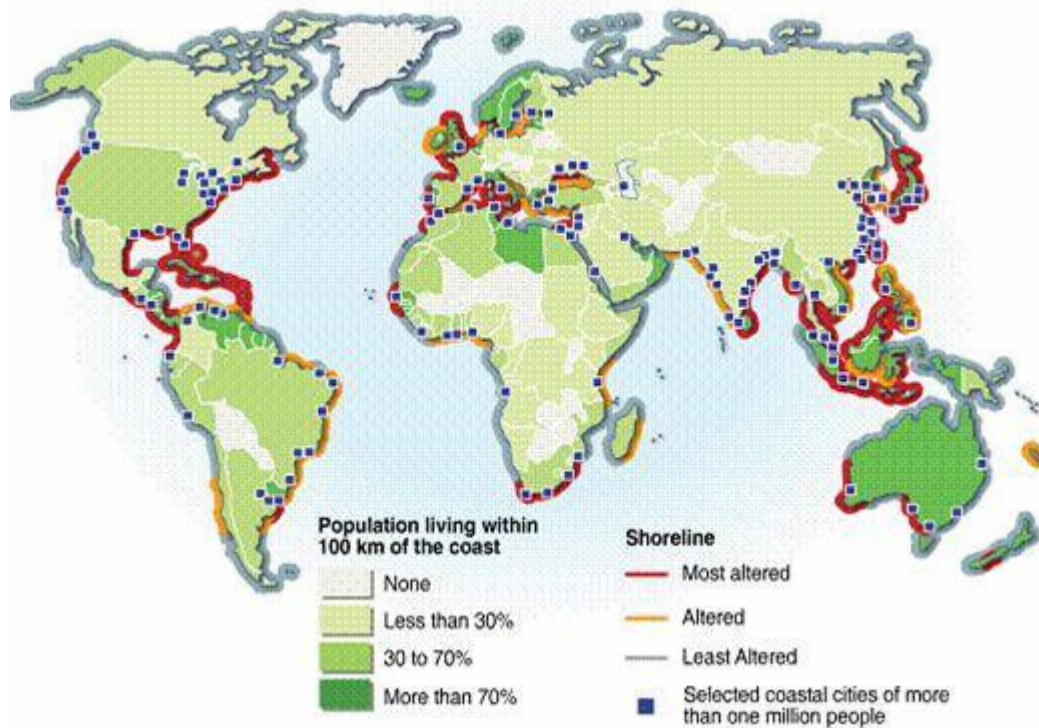 Population living within
100 km of the coast
None
Less than 30%
30 to 70%
More than 70%
Shoreline
Most altered
Altered
Least Altered
Selected coastal cities of more
than one million people